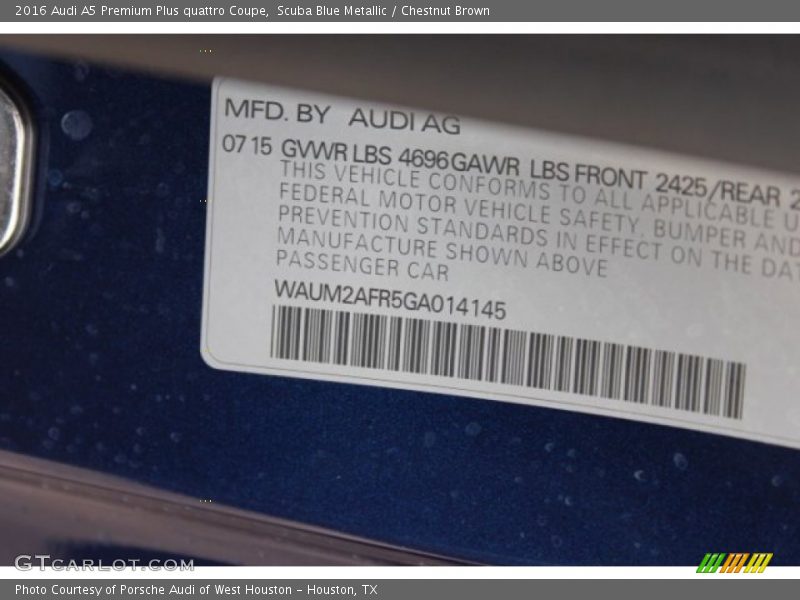 2016 Audi A5 Premium Plus quattro Coupe, Scuba Blue Metallic / Chestnut Brown
MFD. BY AUDI AG
07 15 GVWR LBS 4696 GAWR LBS FRONT 2425/REAR 2
THIS VEHICLE CONFORMS TO ALL APPLICABLE U
FEDERAL MOTOR VEHICLE SAFETY, BUMPER AND
PREVENTION STANDARDS IN EFFECT ON THE DAT
MANUFACTURE SHOWN ABOVE
PASSENGER CAR
WAUM2AFR5GA014145
GTCARLOT.COM
Photo Courtesy of Porsche Audi of West Houston – Houston, TX